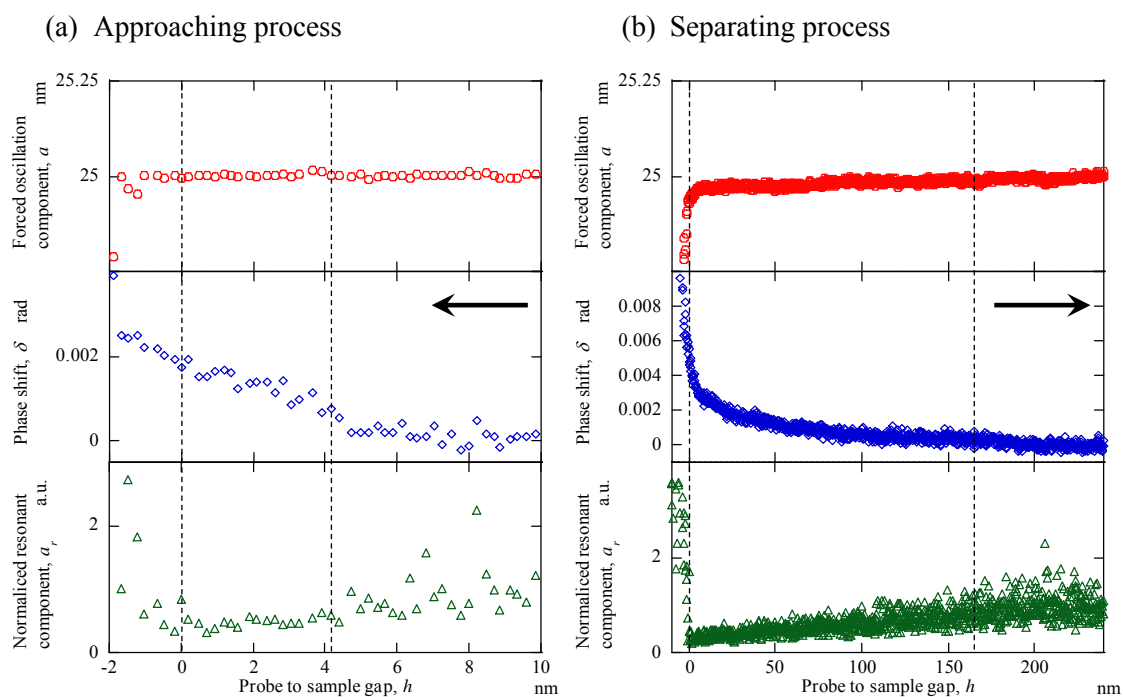 (a) Approaching process
25.25
nm
Forced oscillation
component, a
25
Phase shift, δ rad
0.002
0
Normaliced resonant
component, a_r a.u.
2
0
-2 0 2 4 6 8 10
Probe to sample gap, h nm
(b) Separating process
25.25
nm
Forced oscillation
component, a
25
Phase shift, δ rad
0.008
0.006
0.004
0.002
0
Normaliced resonant
component, a_r a.u.
2
0
0 50 100 150 200
Probe to sample gap, h nm